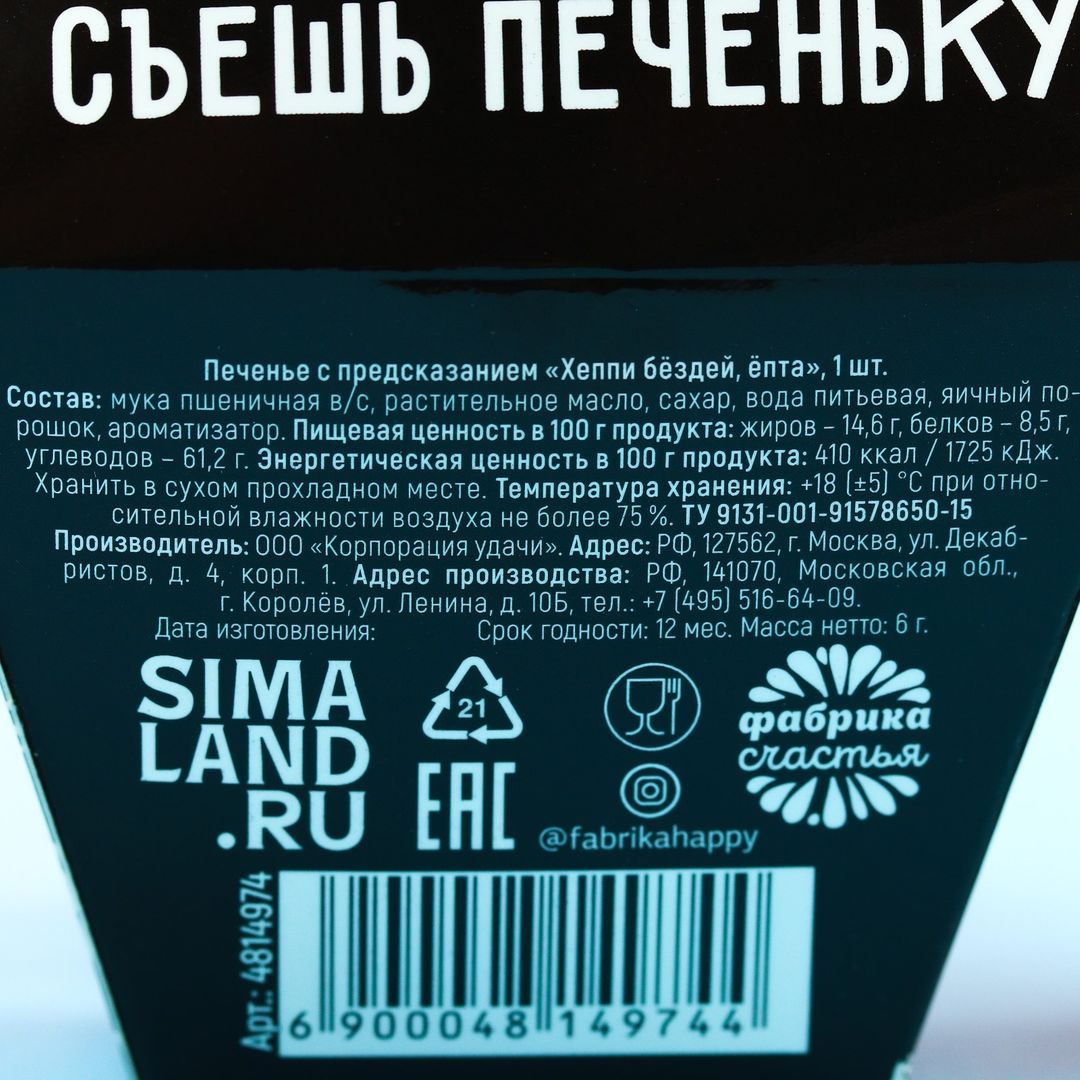 СЪЕШЬ ПЕЧЕНЬКУ
Печенье с предсказанием «Хеппи бёздей, ёпта», 1 шт.
Состав: мука пшеничная в/с, растительное масло, сахар, вода питьевая, яичный по-
рошок, ароматизатор. Пищевая ценность в 100 г продукта: жиров – 14,6 г, белков – 8,5 г,
углеводов – 61,2 г. Энергетическая ценность в 100 г продукта: 410 ккал / 1725 кДж.
Хранить в сухом прохладном месте. Температура хранения: +18 (±5) °С при отно-
сительной влажности воздуха не более 75 %. ТУ 9131-001-91578650-15
Производитель: ООО «Корпорация удачи». Адрес: РФ, 127562, г. Москва, ул. Декаб-
ристов, д. 4, корп. 1. Адрес производства: РФ, 141070, Московская обл.,
г. Королёв, ул. Ленина, д. 10Б, тел.: +7 (495) 516-64-09.
Дата изготовления: Срок годности: 12 мес. Масса нетто: 6 г.
SIMA
LAND
.RU
21
EAC
@fabrikahappy
фабрика
счастья
Арт.: 4814974
6 900048 149744